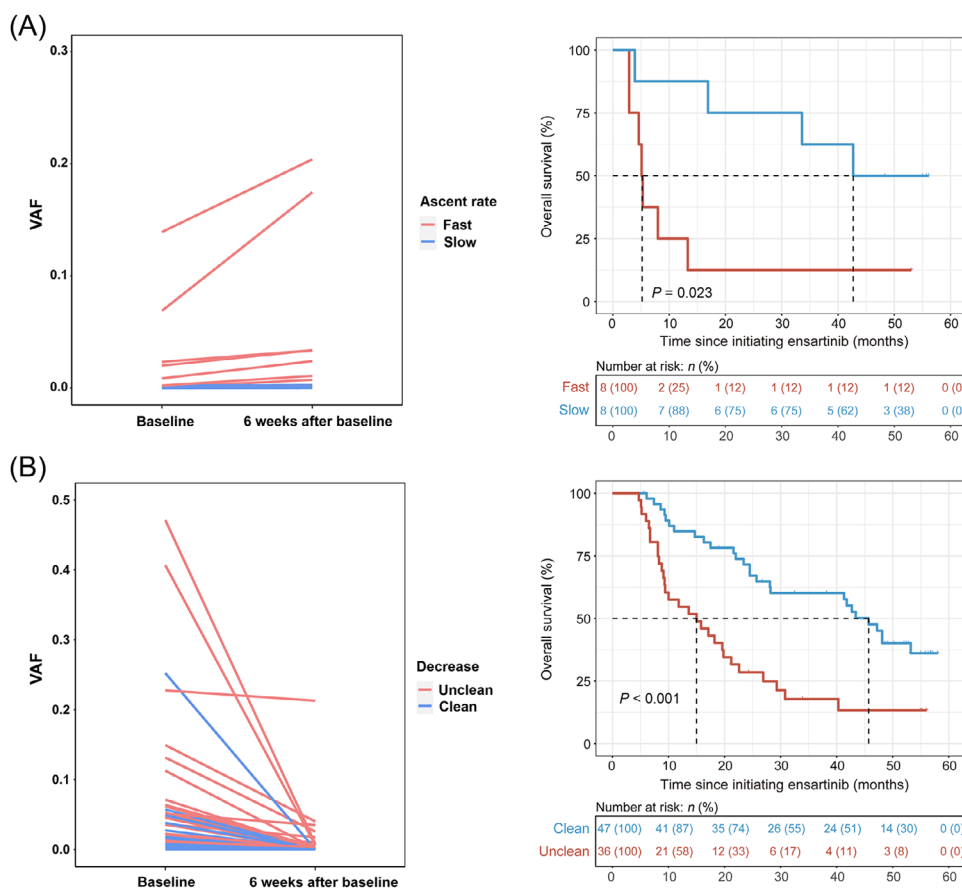 (A)
0.3
0.2
0.1
0.0
VAF
Baseline
6 weeks after baseline
Ascent rate
Fast
Slow
100
75
50
25
0
Overall survival (%)
P = 0.023
0 10 20 30 40 50 60
Time since initiating ensartinib (months)
Number at risk: n (%)
Fast 8 (100) 2 (25) 1 (12) 1 (12) 1 (12) 1 (12) 0 (0
Slow 8 (100) 7 (88) 6 (75) 6 (75) 5 (62) 3 (38) 0 (0
0 10 20 30 40 50 60
(B)
0.5
0.4
0.3
0.2
0.1
0.0
VAF
Baseline
6 weeks after baseline
Decrease
Unclean
Clean
100
75
50
25
0
Overall survival (%)
P < 0.001
0 10 20 30 40 50 60
Time since initiating ensartinib (months)
Number at risk: n (%)
Clean 47 (100) 41 (87) 35 (74) 26 (55) 24 (51) 14 (30) 0 (0)
Unclean 36 (100) 21 (58) 12 (33) 6 (17) 4 (11) 3 (8) 0 (0)
0 10 20 30 40 50 60